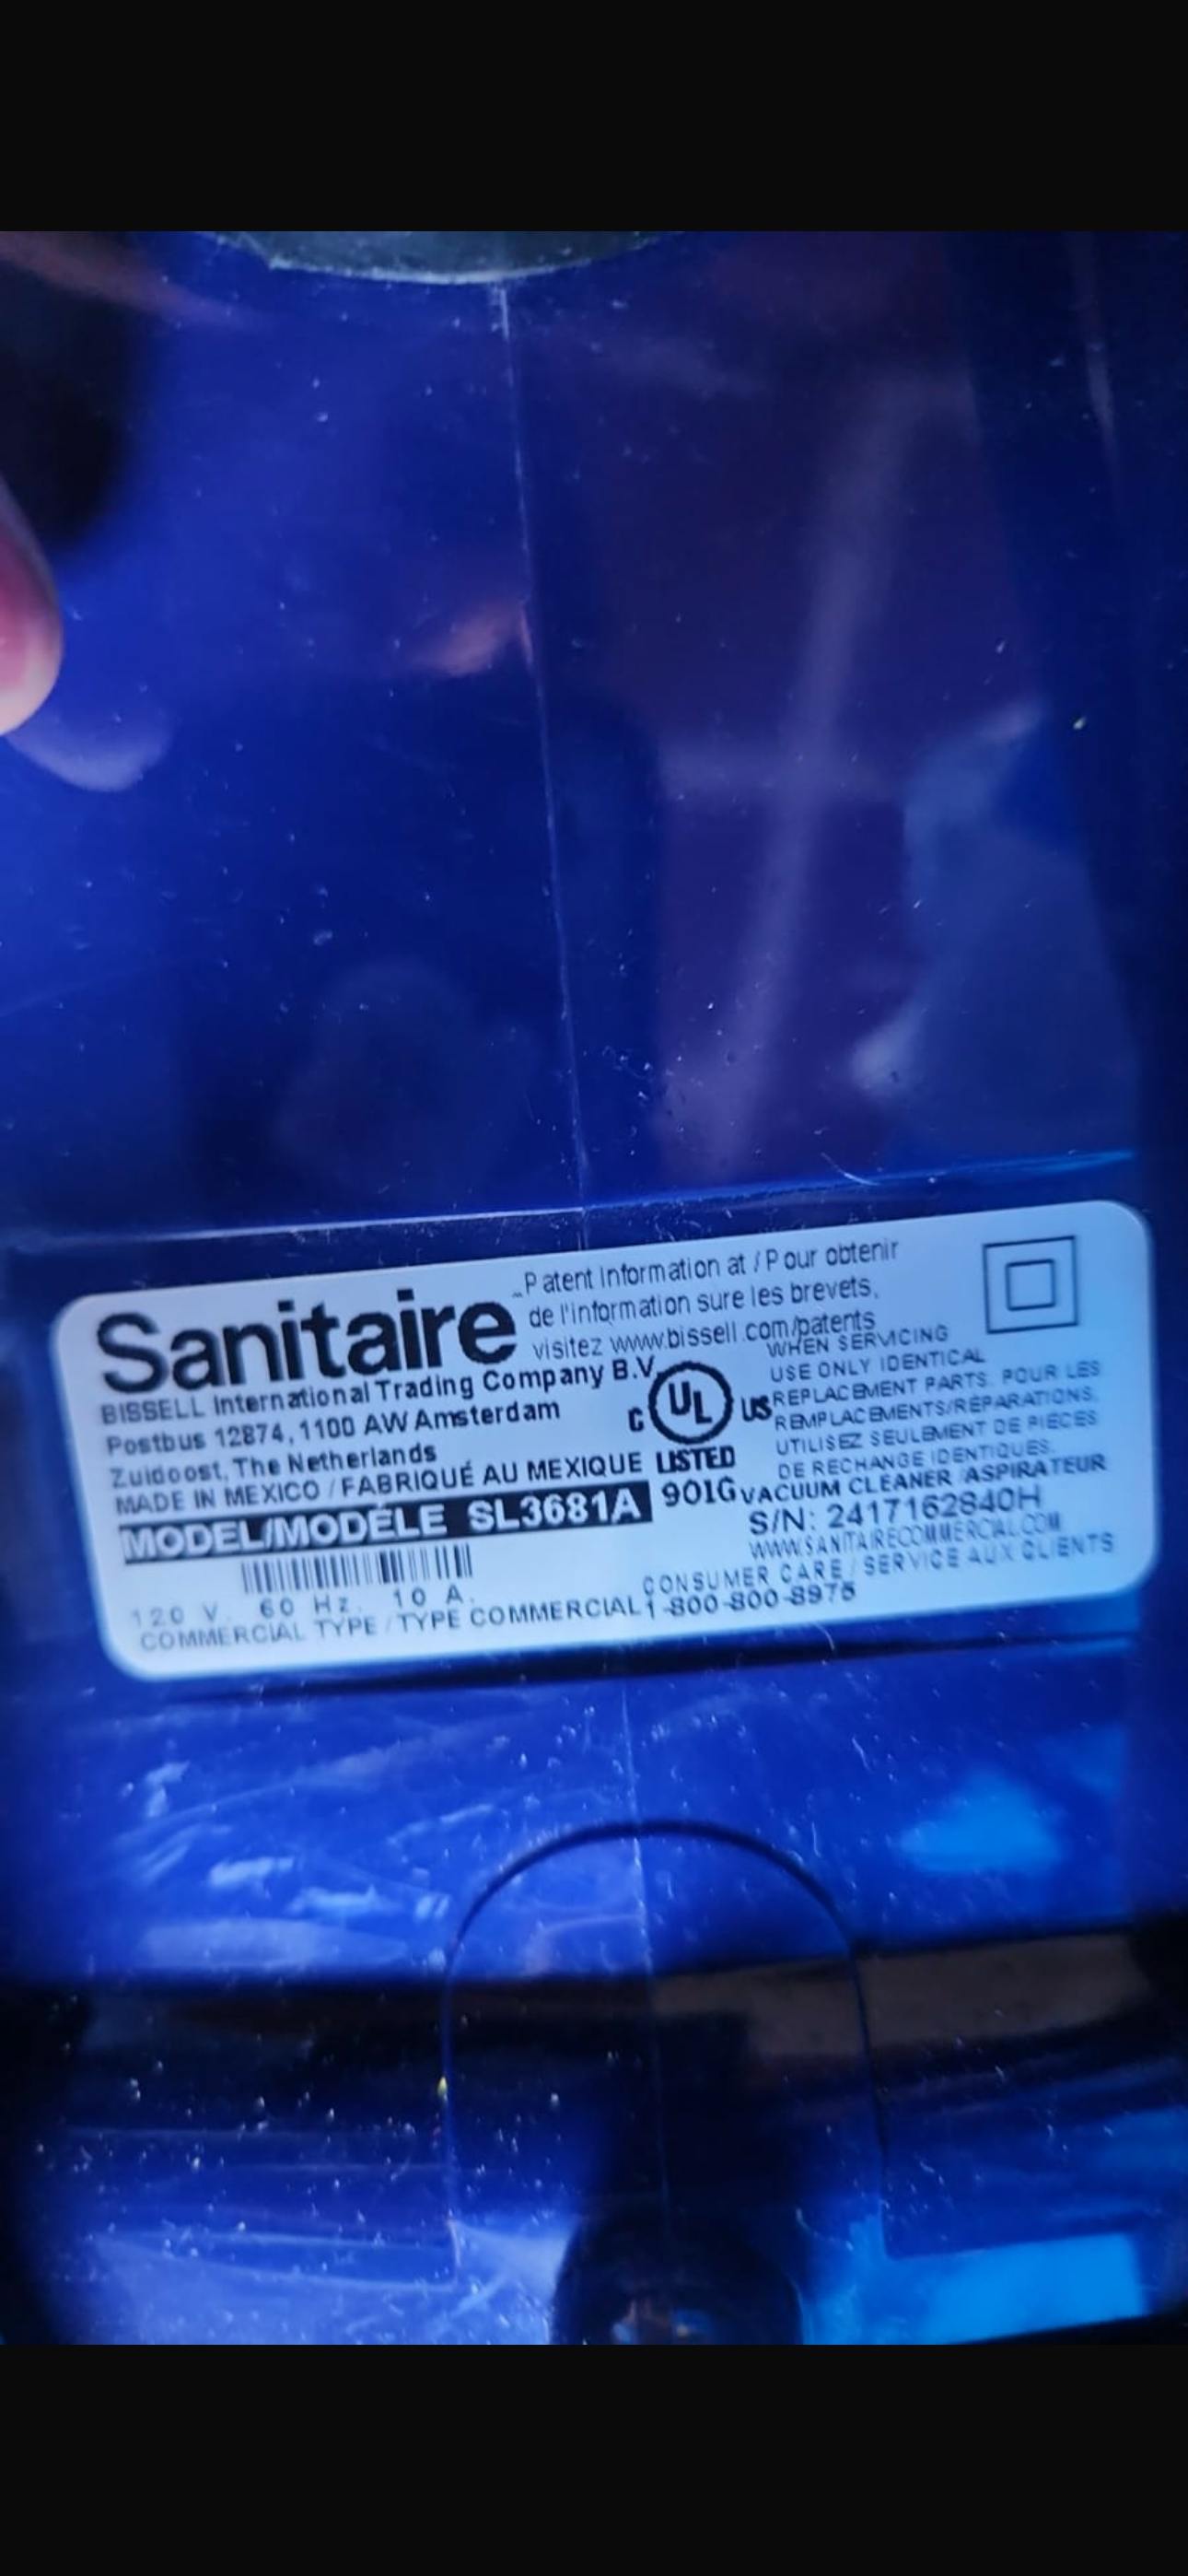 Sanitaire
Patent Information at / Pour obtenir
de l'information sure les brevets,
visitez www.bissell.com/patents
BISSELL International Trading Company B.V.
Postbus 12874, 1100 AW Amsterdam
Zuidoost, The Netherlands
MADE IN MEXICO / FABRIQUÉ AU MEXIQUE
MODEL/MODÈLE SL3681A
120 V. 60 Hz. 10 A.
COMMERCIAL TYPE / TYPE COMMERCIAL
C UL US
LISTED
901G
WHEN SERVICING
USE ONLY IDENTICAL
REPLACEMENT PARTS. POUR LES
REMPLACEMENTS/RÉPARATIONS,
UTILISEZ SEULEMENT DE PIÈCES
DE RECHANGE IDENTIQUES.
VACUUM CLEANER /ASPIRATEUR
S/N: 2417162840H
WWW.SANITAIRECOMMERCIAL.COM
CONSUMER CARE / SERVICE AUX CLIENTS
1-800-800-8975